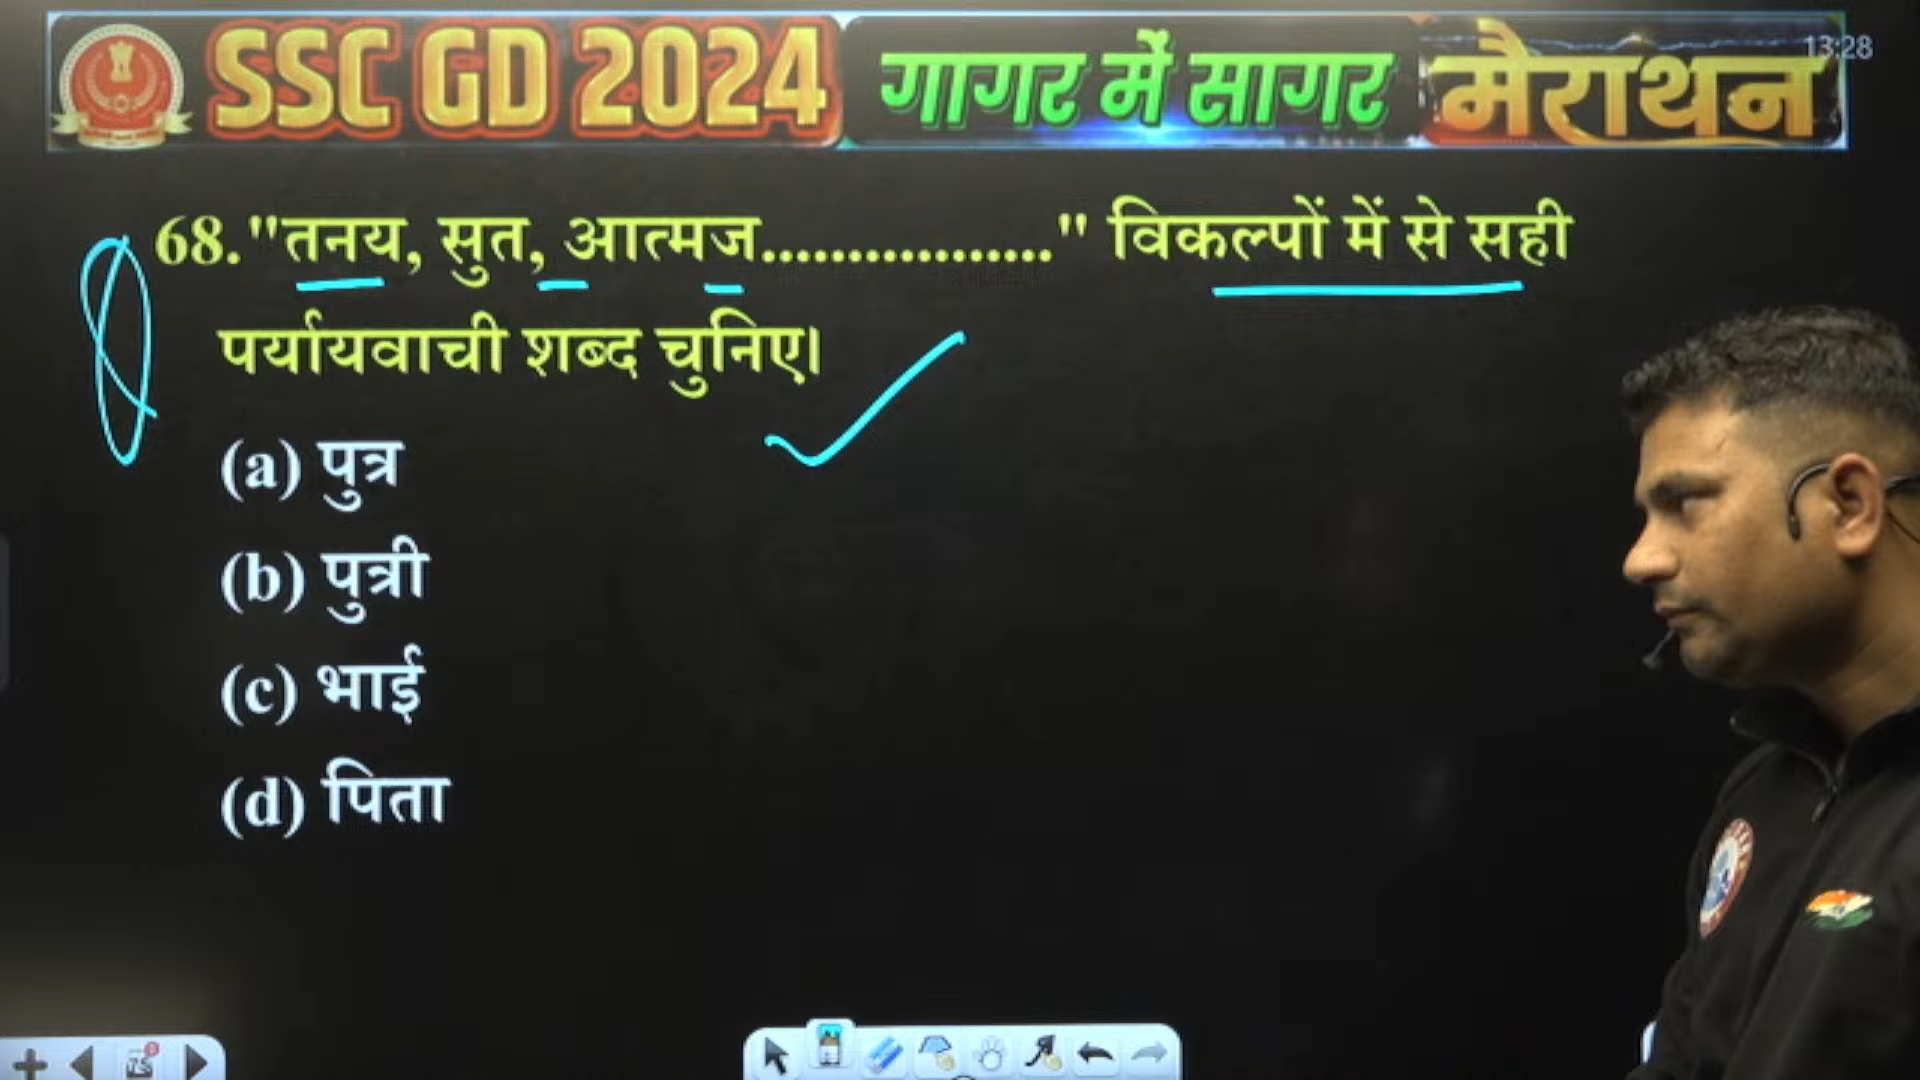 SSC GD 2024 गागर में सागर मैराथन
13:28
68."तनय, सुत, आत्मज................" विकल्पों में से सही
पर्यायवाची शब्द चुनिए।
(a) पुत्र
(b) पुत्री
(c) भाई
(d) पिता